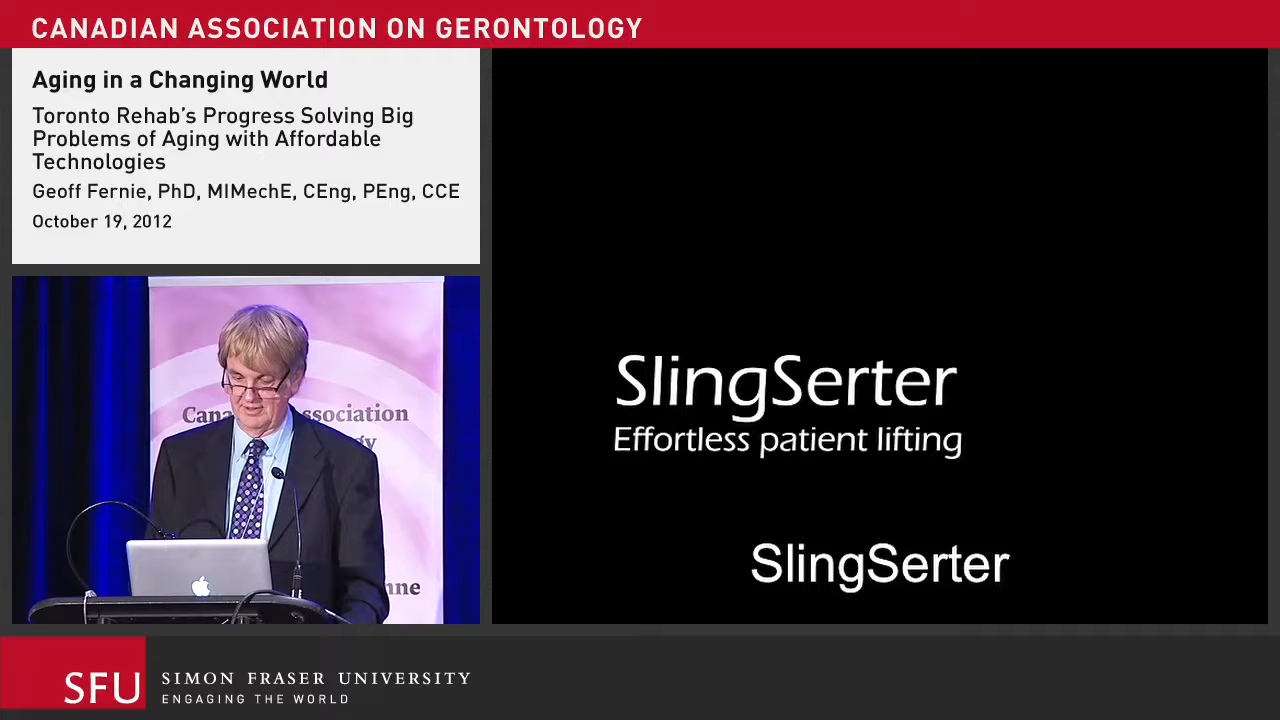 CANADIAN ASSOCIATION ON GERONTOLOGY
Aging in a Changing World
Toronto Rehab's Progress Solving Big
Problems of Aging with Affordable
Technologies
Geoff Fernie, PhD, MIMechE, CEng, PEng, CCE
October 19, 2012
SlingSerter
Effortless patient lifting
SlingSerter
SFU
SIMON FRASER UNIVERSITY
ENGAGING THE WORLD